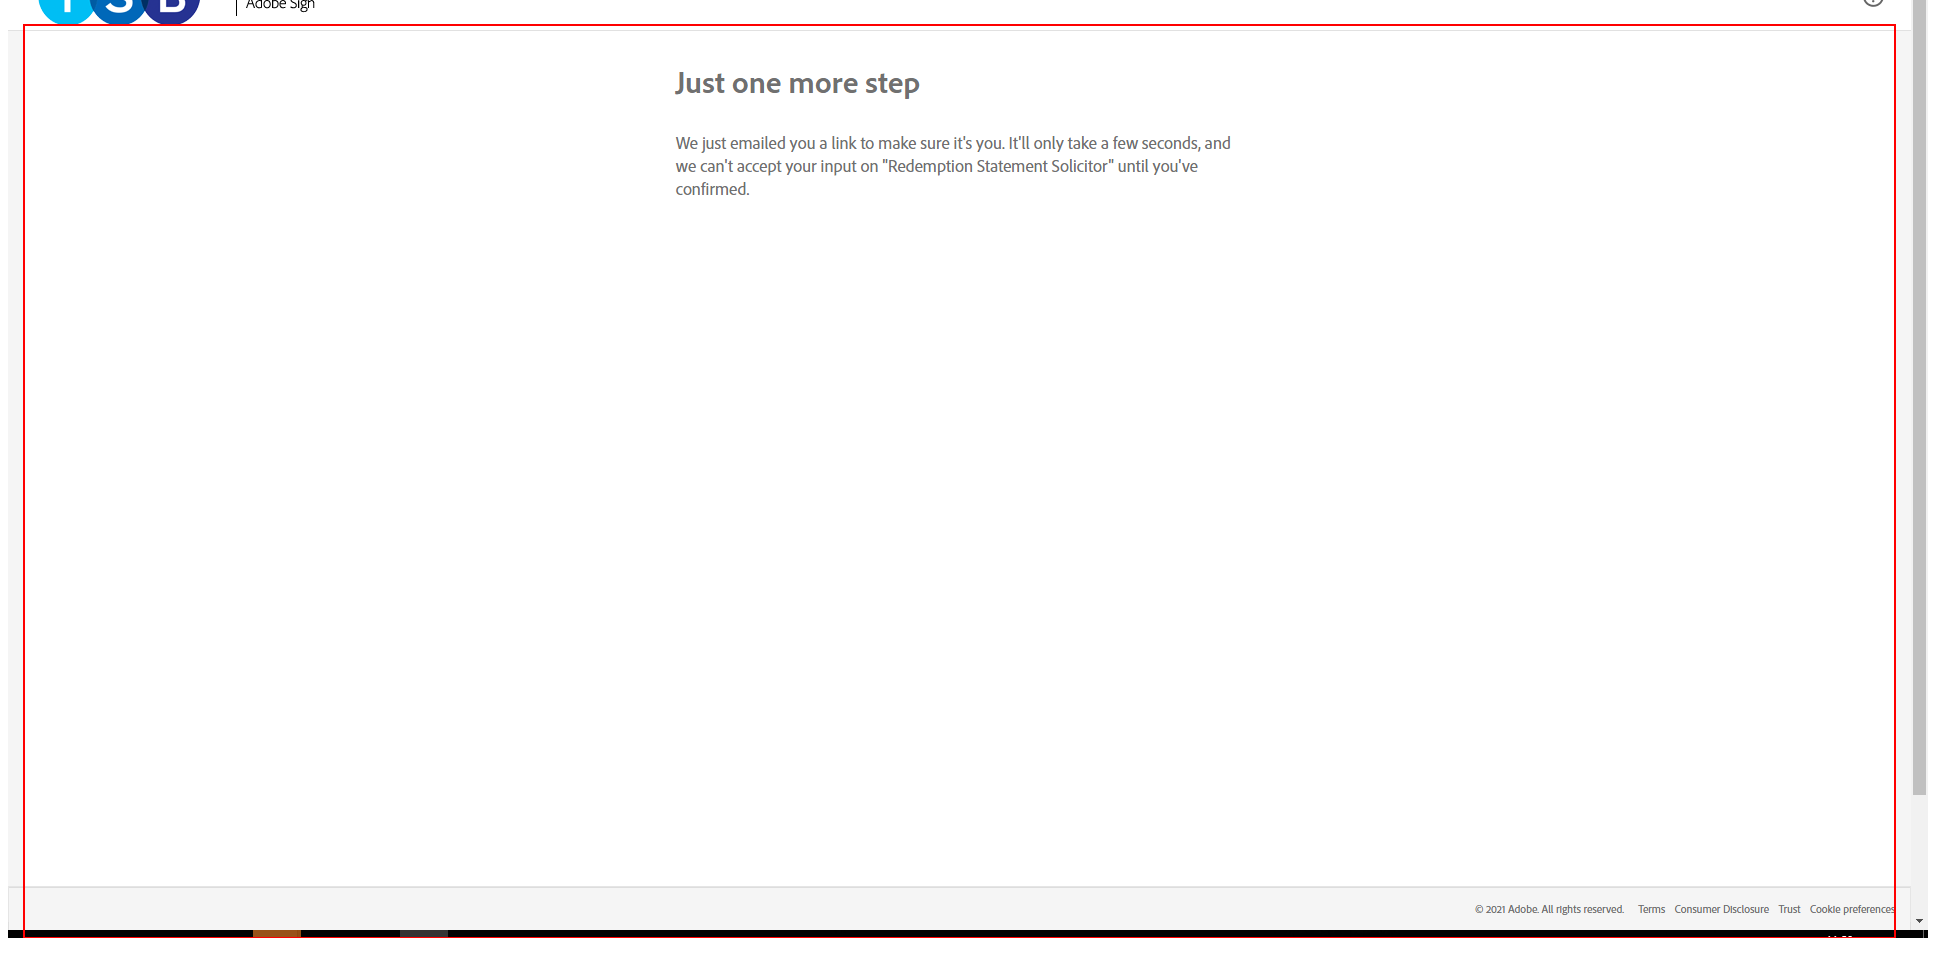 TSB
Adobe Sign
Just one more step
We just emailed you a link to make sure it's you. It'll only take a few seconds, and
we can't accept your input on "Redemption Statement Solicitor" until you've
confirmed.
© 2021 Adobe. All rights reserved. Terms Consumer Disclosure Trust Cookie preferences